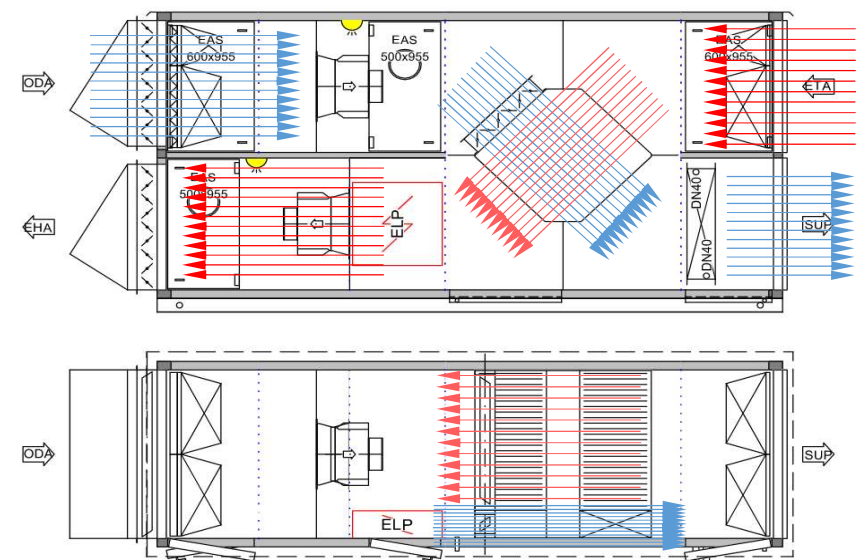 EAS
600x955
EAS
500x955
EAS
600x955
ODA
ETA
EAS
500x955
ELP
DN40
DN40
EHA
SUP
ODA
SUP
ELP